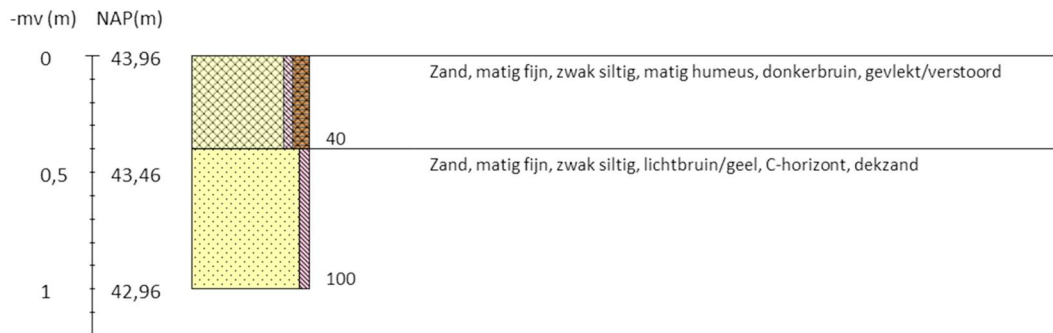 -mv (m) NAP(m)
0 43,96
Zand, matig fijn, zwak siltig, matig humeus, donkerbruin, gevlekt/verstoord
40
Zand, matig fijn, zwak siltig, lichtbruin/geel, C-horizont, dekzand
0,5 43,46
100
1 42,96